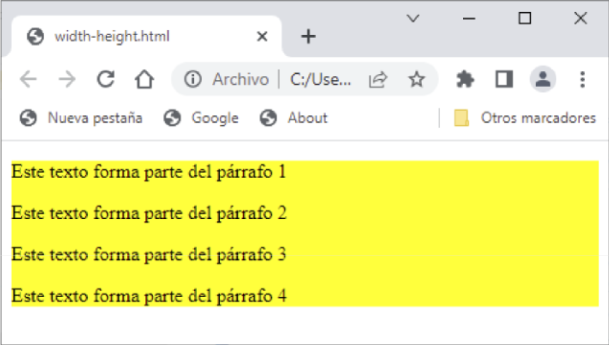 width-height.html
Archivo | C:/Use...
Nueva pestaña Google About Otros marcadores
Este texto forma parte del párrafo 1
Este texto forma parte del párrafo 2
Este texto forma parte del párrafo 3
Este texto forma parte del párrafo 4